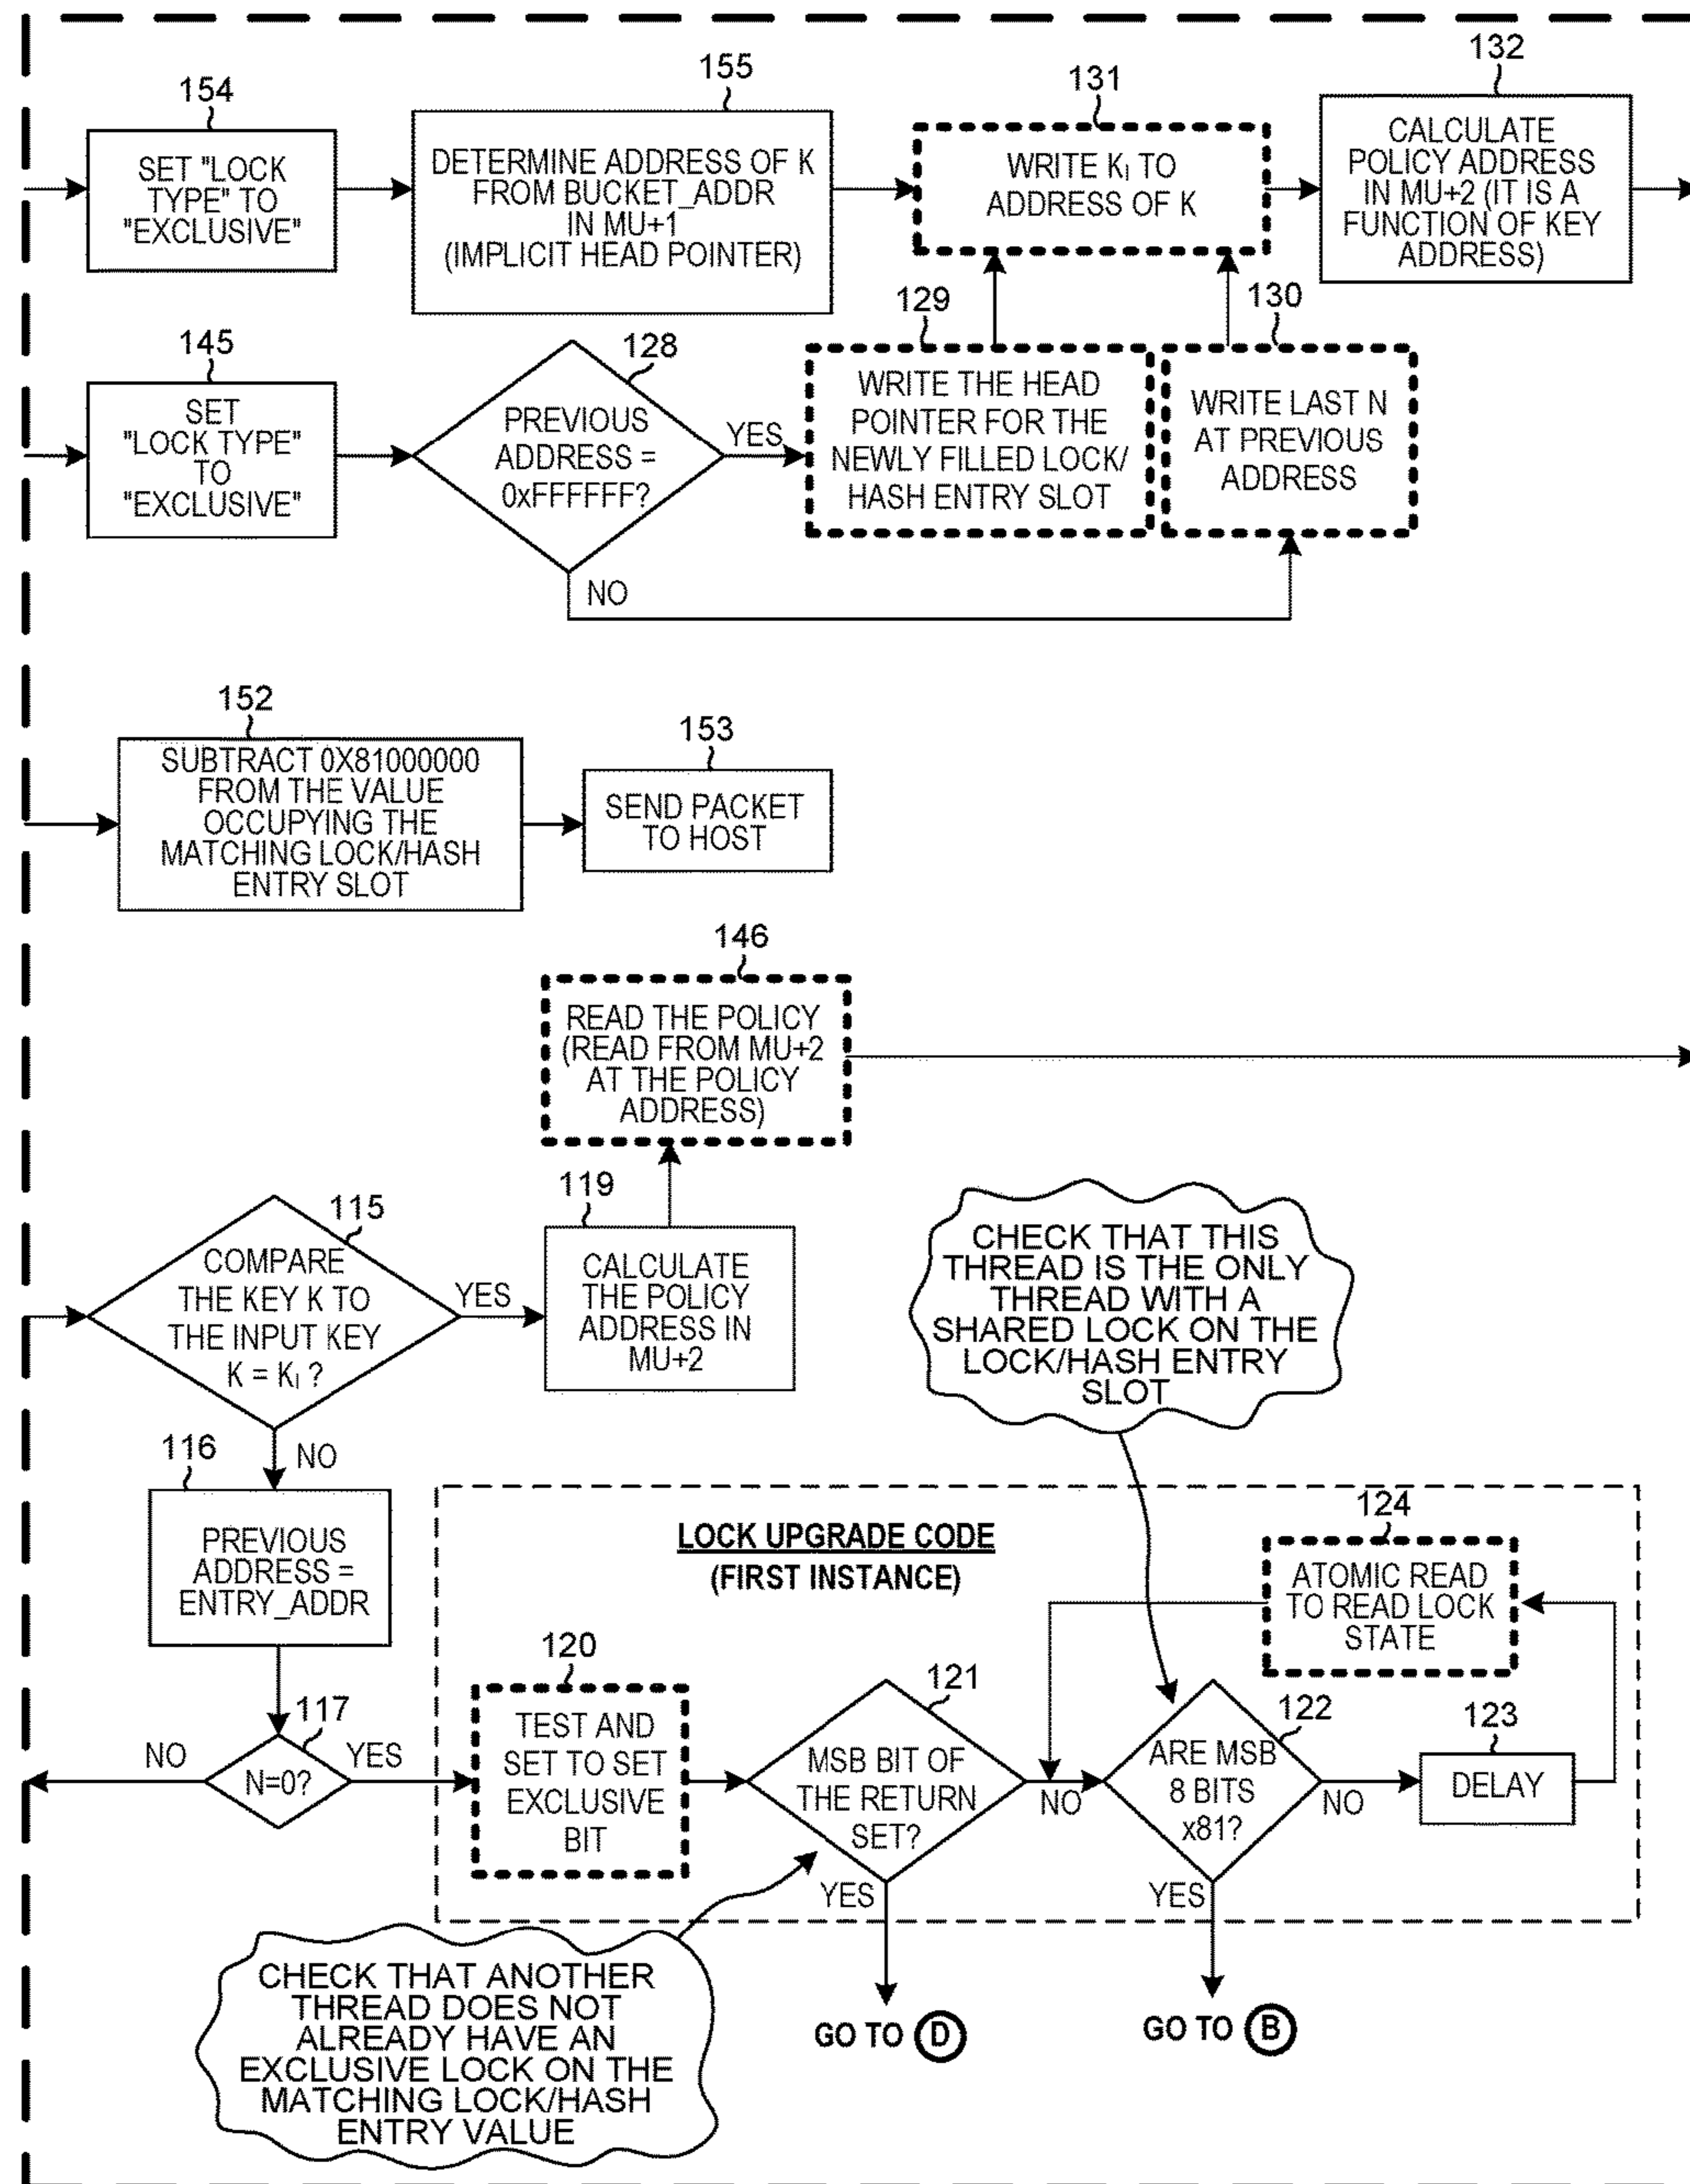 154
SET "LOCK
TYPE" TO
"EXCLUSIVE"
155
DETERMINE ADDRESS OF K
FROM BUCKET_ADDR
IN MU+1
(IMPLICIT HEAD POINTER)
131
WRITE KI TO
ADDRESS OF K
132
CALCULATE
POLICY ADDRESS
IN MU+2 (IT IS A
FUNCTION OF KEY
ADDRESS)
145
SET
"LOCK TYPE"
TO
"EXCLUSIVE"
128
PREVIOUS
ADDRESS =
0xFFFFFF?
YES
NO
129
WRITE THE HEAD
POINTER FOR THE
NEWLY FILLED LOCK/
HASH ENTRY SLOT
130
WRITE LAST N
AT PREVIOUS
ADDRESS
152
SUBTRACT 0X81000000
FROM THE VALUE
OCCUPYING THE
MATCHING LOCK/HASH
ENTRY SLOT
153
SEND PACKET
TO HOST
146
READ THE POLICY
(READ FROM MU+2
AT THE POLICY
ADDRESS)
115
COMPARE
THE KEY K TO
THE INPUT KEY
K = KI ?
YES
NO
119
CALCULATE
THE POLICY
ADDRESS IN
MU+2
CHECK THAT THIS
THREAD IS THE ONLY
THREAD WITH A
SHARED LOCK ON THE
LOCK/HASH ENTRY
SLOT
116
PREVIOUS
ADDRESS =
ENTRY_ADDR
117
N=0?
NO
YES
LOCK UPGRADE CODE
(FIRST INSTANCE)
120
TEST AND
SET TO SET
EXCLUSIVE
BIT
121
MSB BIT OF
THE RETURN
SET?
NO
YES
122
ARE MSB
8 BITS
x81?
NO
YES
123
DELAY
124
ATOMIC READ
TO READ LOCK
STATE
CHECK THAT ANOTHER
THREAD DOES NOT
ALREADY HAVE AN
EXCLUSIVE LOCK ON THE
MATCHING LOCK/HASH
ENTRY VALUE
GO TO D
GO TO B